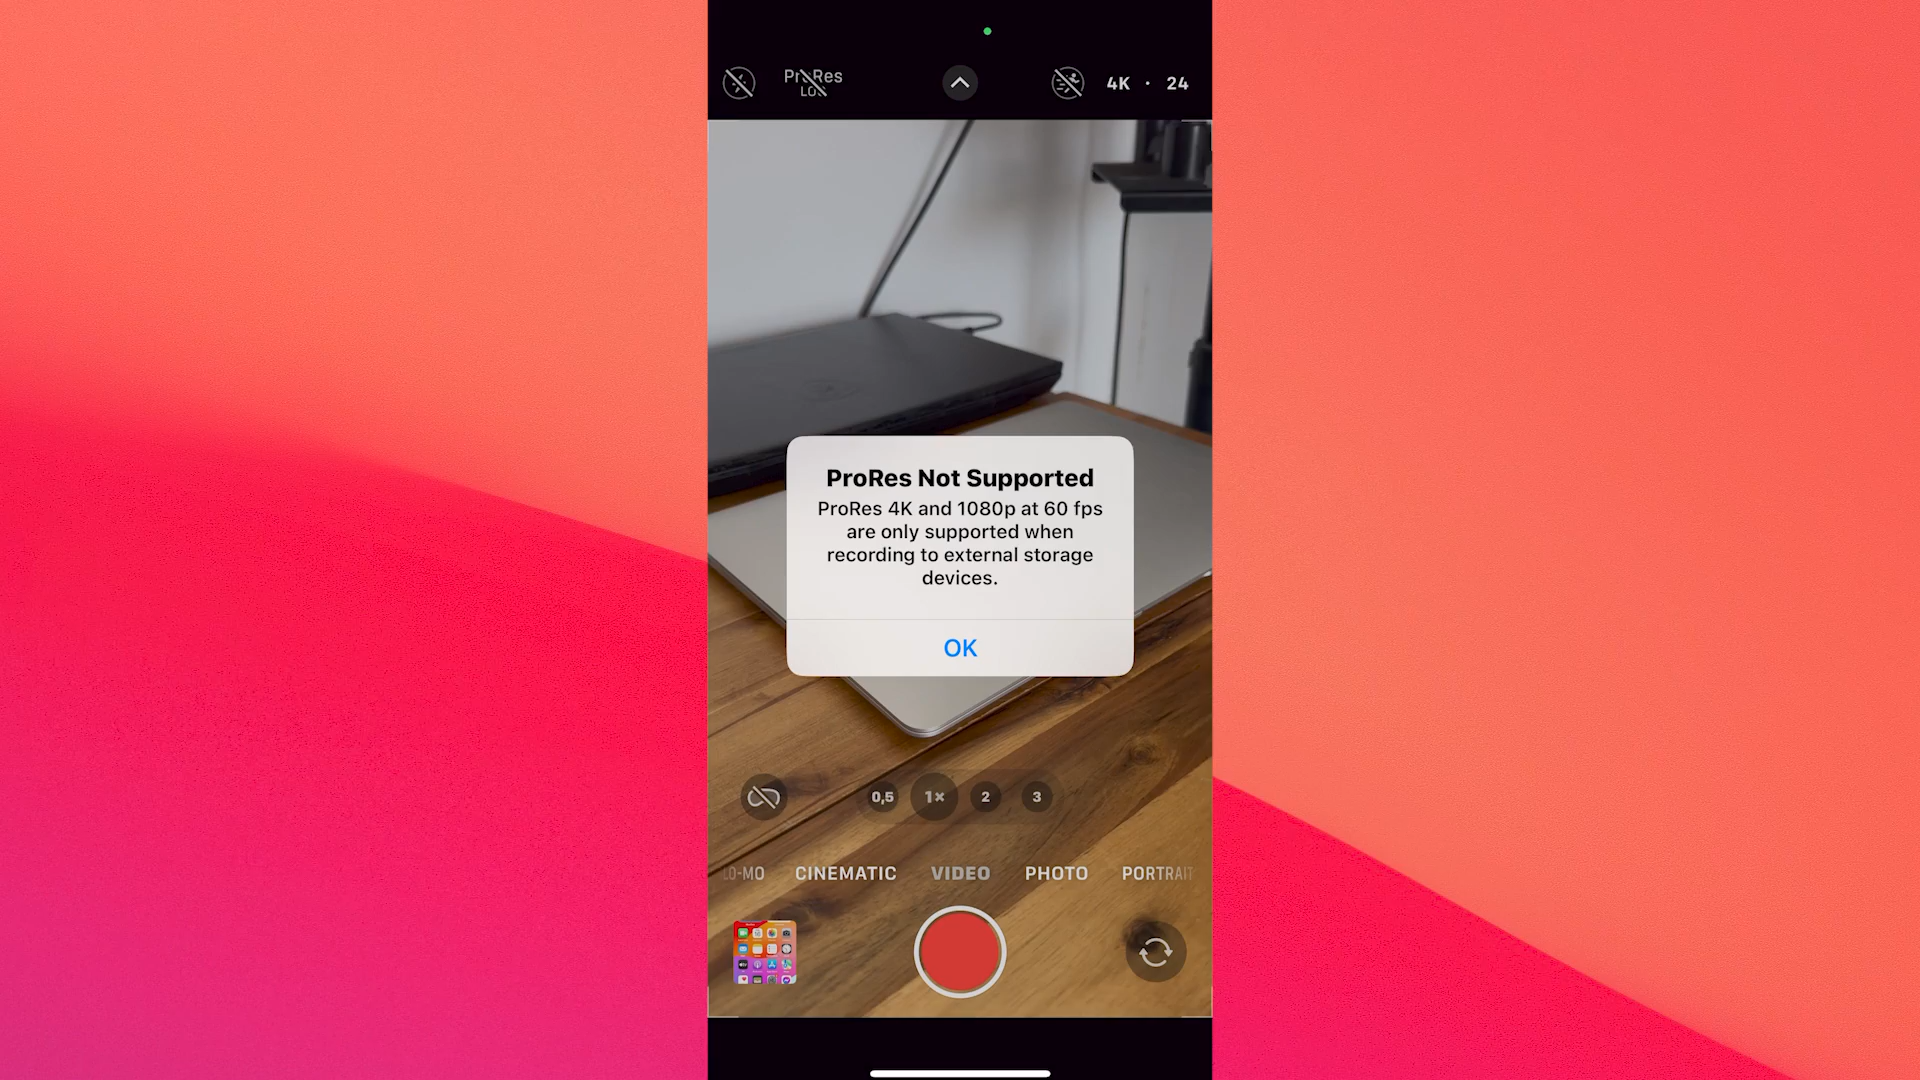 ProRes
LOG
4K · 24
ProRes Not Supported
ProRes 4K and 1080p at 60 fps
are only supported when
recording to external storage
devices.
OK
0,5 1× 2 3
LO-MO CINEMATIC VIDEO PHOTO PORTRAIT